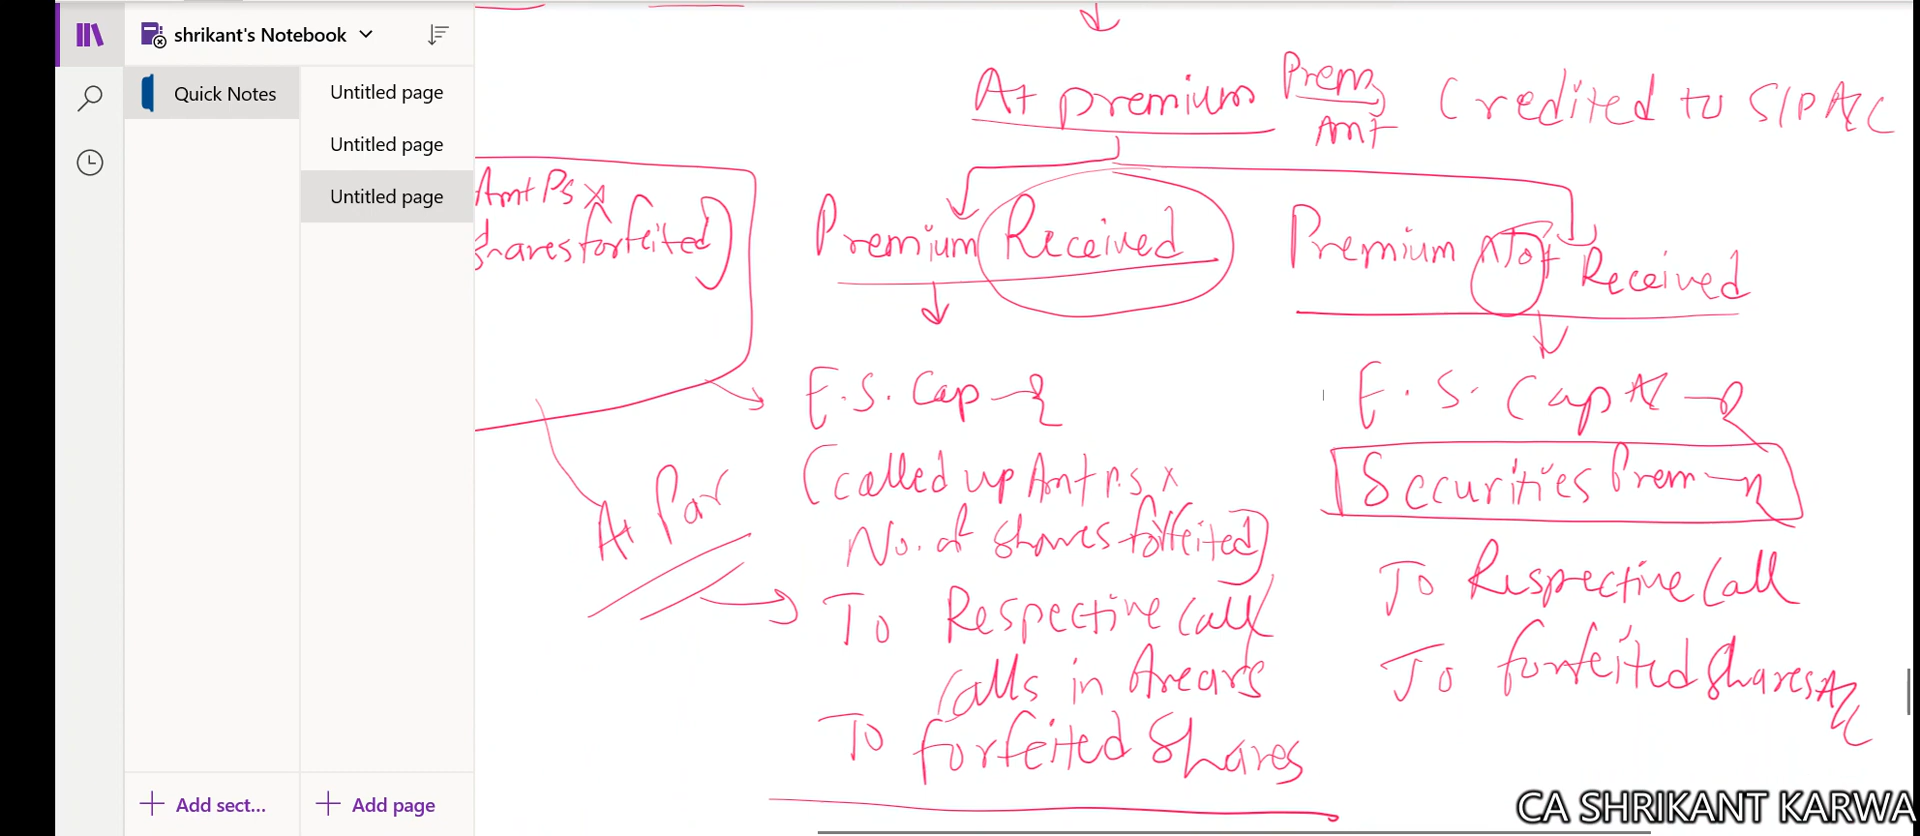 shrikant's Notebook
Quick Notes
Untitled page
Untitled page
Untitled page
Add sect...
Add page
At premium Prem Amt Credited to S/P A/c
Amt Ps x
shares forfeited)
Premium Received
Premium Not Received
E.S. Cap
(called up Amt p.s x
No. of shares forfeited)
To Respective Call
Calls in Arears
To forfeited Shares
At Par
E.S. Cap A/c
Securities Prem
To Respective Call
To forfeited Shares A/c
CA SHRIKANT KARWA